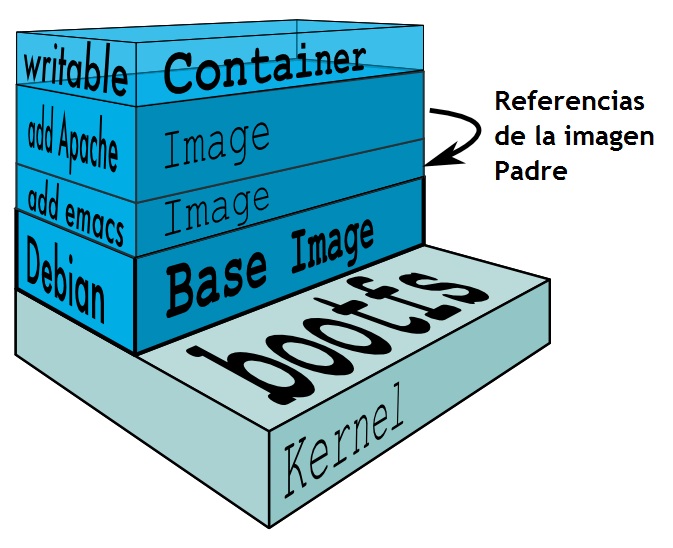 writable Container
add Apache Image
add emacs Image
Debian Base Image
bootfs
Kernel
Referencias
de la imagen
Padre